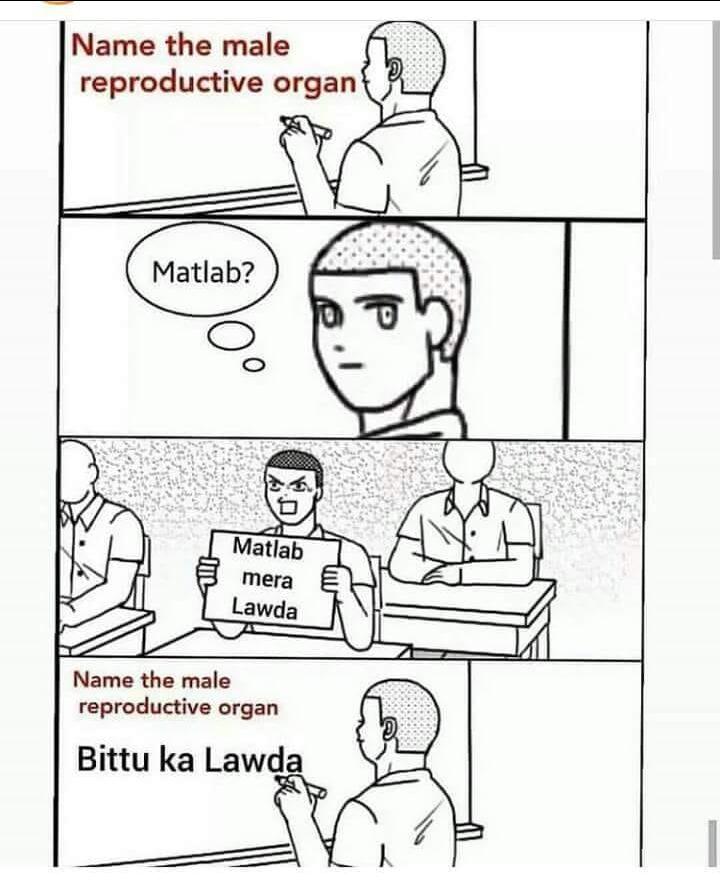 Name the male
reproductive organ
Matlab?
Matlab
mera
Lawda
Name the male
reproductive organ
Bittu ka Lawda